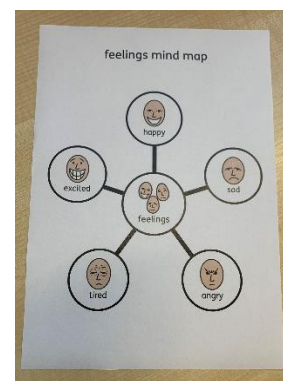 feelings mind map
happy
excited
sad
feelings
tired
angry